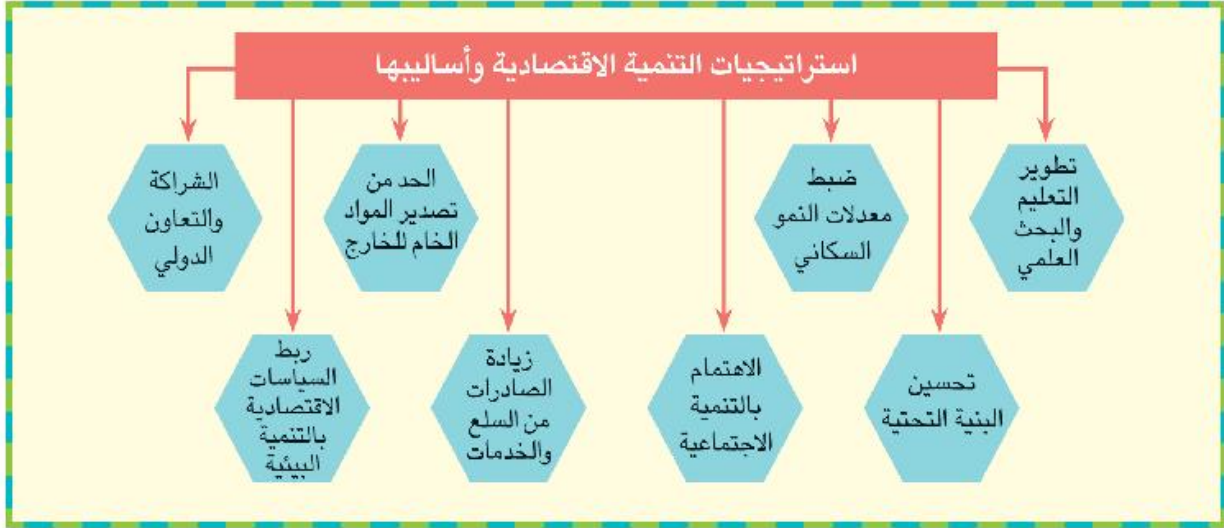 استراتيجيات التنمية الاقتصادية وأساليبها
تطوير
التعليم
والبحث
العلمي
ضبط
معدلات النمو
السكاني
الحد من
تصدير المواد
الخام للخارج
الشراكة
والتعاون
الدولي
تحسين
البنية التحتية
الاهتمام
بالتنمية
الاجتماعية
زيادة
الصادرات
من السلع
والخدمات
ربط
السياسات
الاقتصادية
بالتنمية
البيئية